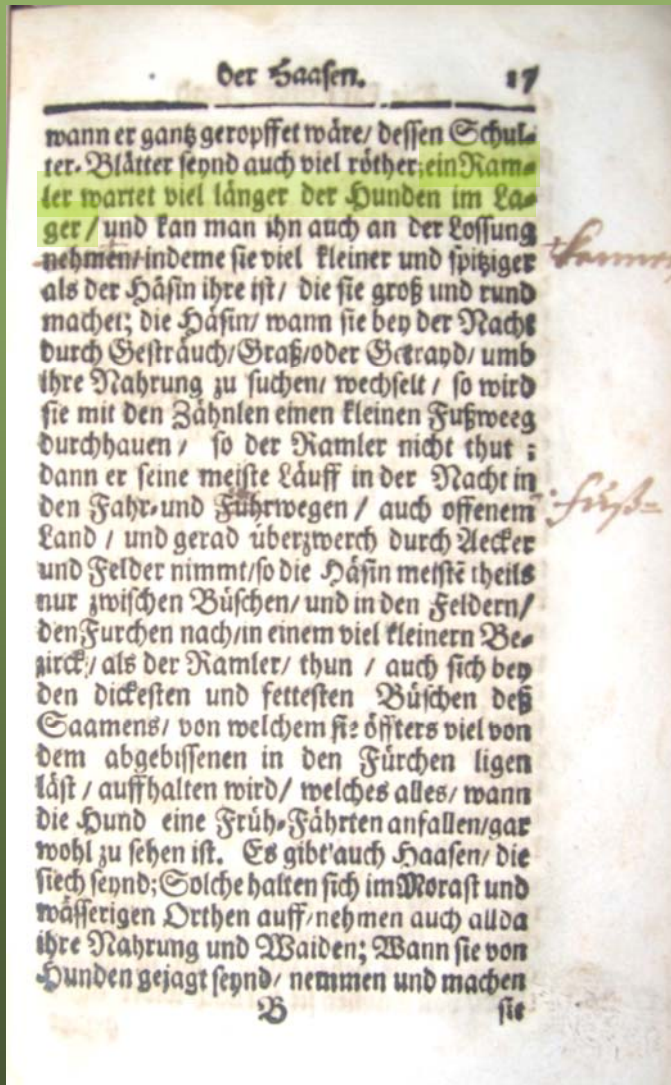 der Haasen. 17
wann er gantz geropffet wäre/ dessen Schul-
ter-Blätter seynd auch viel röther; ein Ram-
ler wartet viel länger der Hunden im La-
ger / und kan man ihn auch an der Lossung
nehmen/ indeme sie viel kleiner und spitziger
als der Häsin ihre ist / die sie groß und rund
machet; die Häsin/ wann sie bey der Nacht
durch Gesträuch/Graß/oder Getrayd/ umb
ihre Nahrung zu suchen/ wechselt / so wird
sie mit den Zähnlen einen kleinen Fußweeg
durchhauen / so der Ramler nicht thut ;
dann er seine meiste Läuff in der Nacht in
den Fahr-und Fuhrwegen / auch offenem
Land / und gerad überzwerch durch Aecker
und Felder nimmt/so die Häsin meistē theils
nur zwischen Büschen/ und in den Feldern/
den Furchen nach/in einem viel kleinern Be-
zirck / als der Ramler/ thun / auch sich bey
den dickesten und fettesten Büschen deß
Saamens/ von welchem sie öffters viel von
dem abgebissenen in den Fürchen ligen
läst / auffhalten wird/ welches alles/ wann
die Hund eine Früh-Fährten anfallen/gar
wohl zu sehen ist. Es gibt auch Haasen/ die
siech seynd; Solche halten sich im Morast und
wässerigen Orthen auff/nehmen auch allda
ihre Nahrung und Waiden; Wann sie von
Hunden gejagt seynd/ nemmen und machen
B sie
fuß=